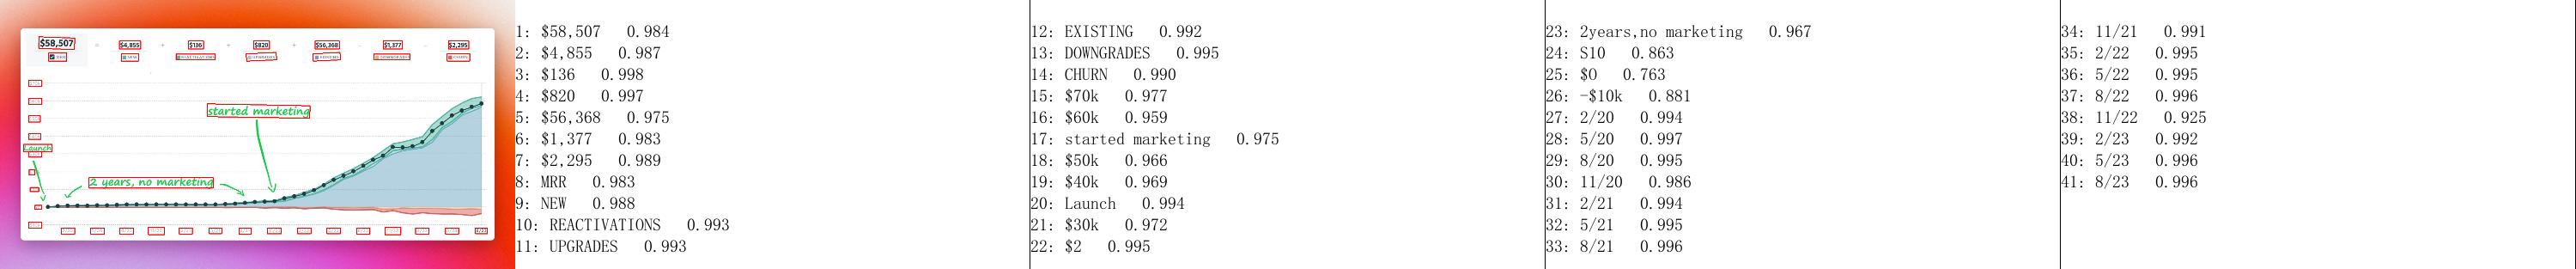 $58,507 $4,855 $136 $820 $56,368 $1,377 $2,295
started marketing
Launch
2 years, no marketing
1: $58,507 0.984
2: $4,855 0.987
3: $136 0.998
4: $820 0.997
5: $56,368 0.975
6: $1,377 0.983
7: $2,295 0.989
8: MRR 0.983
9: NEW 0.988
10: REACTIVATIONS 0.993
11: UPGRADES 0.993
12: EXISTING 0.992
13: DOWNGRADES 0.995
14: CHURN 0.990
15: $70k 0.977
16: $60k 0.959
17: started marketing 0.975
18: $50k 0.966
19: $40k 0.969
20: Launch 0.994
21: $30k 0.972
22: $2 0.995
23: 2years,no marketing 0.967
24: S10 0.863
25: $0 0.763
26: -$10k 0.881
27: 2/20 0.994
28: 5/20 0.997
29: 8/20 0.995
30: 11/20 0.986
31: 2/21 0.994
32: 5/21 0.995
33: 8/21 0.996
34: 11/21 0.991
35: 2/22 0.995
36: 5/22 0.995
37: 8/22 0.996
38: 11/22 0.925
39: 2/23 0.992
40: 5/23 0.996
41: 8/23 0.996